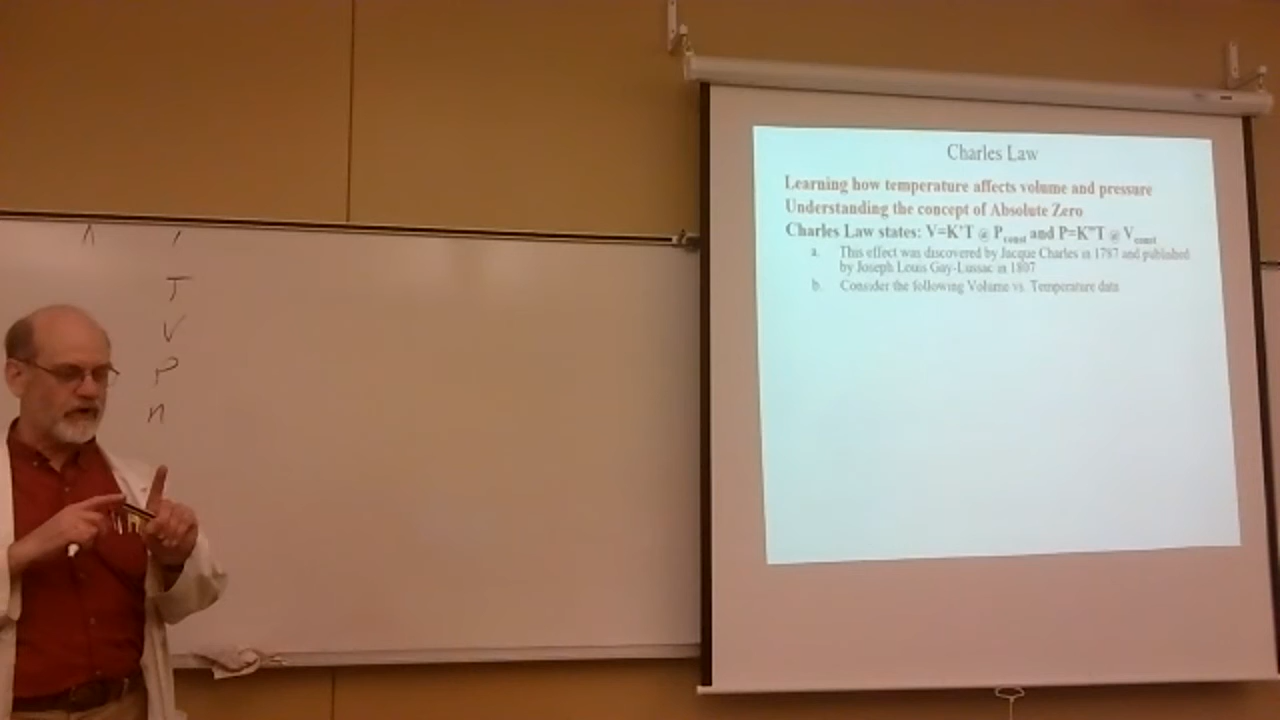 T
V
P
n
Charles Law
Learning how temperature affects volume and pressure
Understanding the concept of Absolute Zero
Charles Law states: V=K'T @ Pconst and P=K"T @ Vconst
a. This effect was discovered by Jacque Charles in 1787 and published
by Joseph Louis Gay-Lussac in 1807
b. Consider the following Volume vs. Temperature data